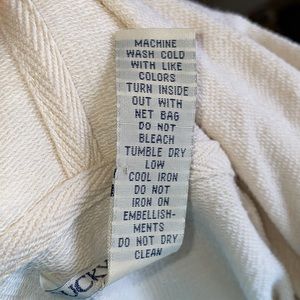 MACHINE
WASH COLD
WITH LIKE
COLORS
TURN INSIDE
OUT WITH
NET BAG
DO NOT
BLEACH
TUMBLE DRY
LOW
COOL IRON
DO NOT
IRON ON
EMBELLISH-
MENTS
DO NOT DRY
CLEAN
UCKY